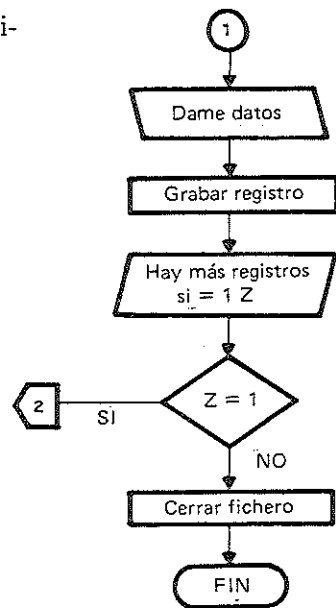 i-
1
Dame datos
Grabar registro
Hay más registros
si = 1 Z
Z = 1
2
SI
NO
Cerrar fichero
FIN